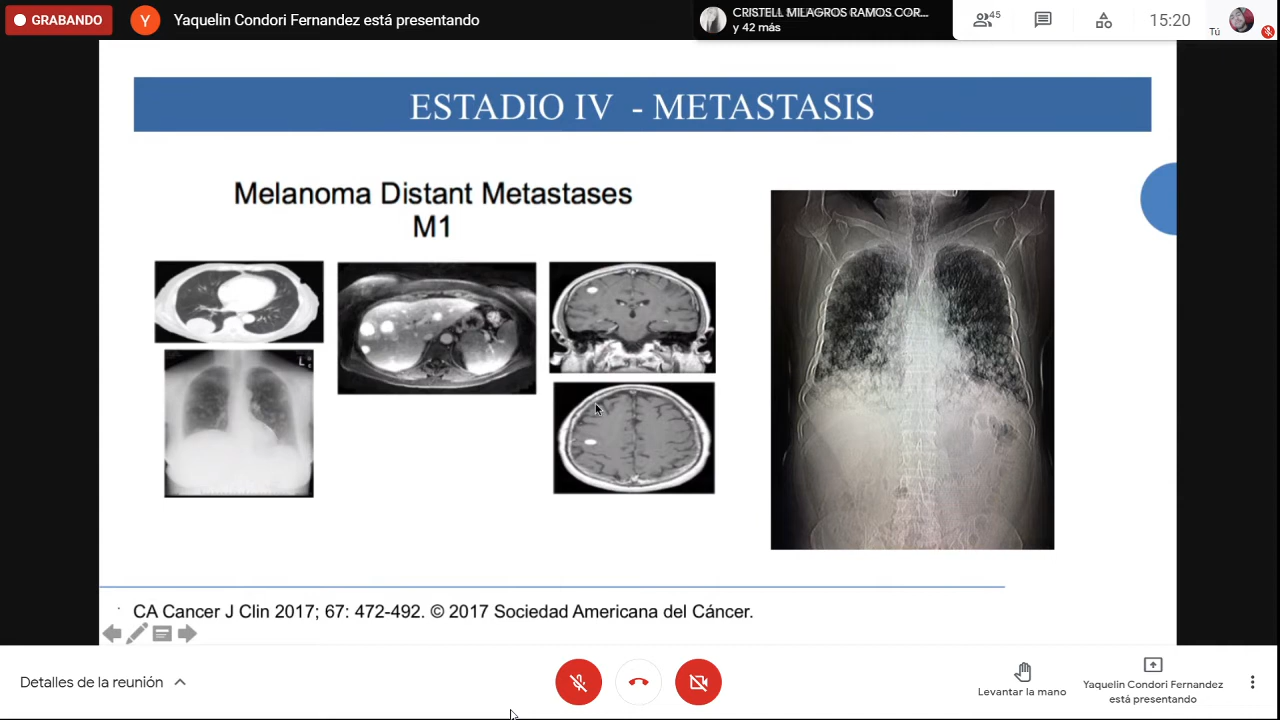 GRABANDO
Y
Yaquelin Condori Fernandez está presentando
CRISTELL MILAGROS RAMOS COR...
y 42 más
45
15:20
Tú
ESTADIO IV - METASTASIS
Melanoma Distant Metastases
M1
L
CA Cancer J Clin 2017; 67: 472-492. © 2017 Sociedad Americana del Cáncer.
Detalles de la reunión
Levantar la mano
Yaquelin Condori Fernandez
está presentando